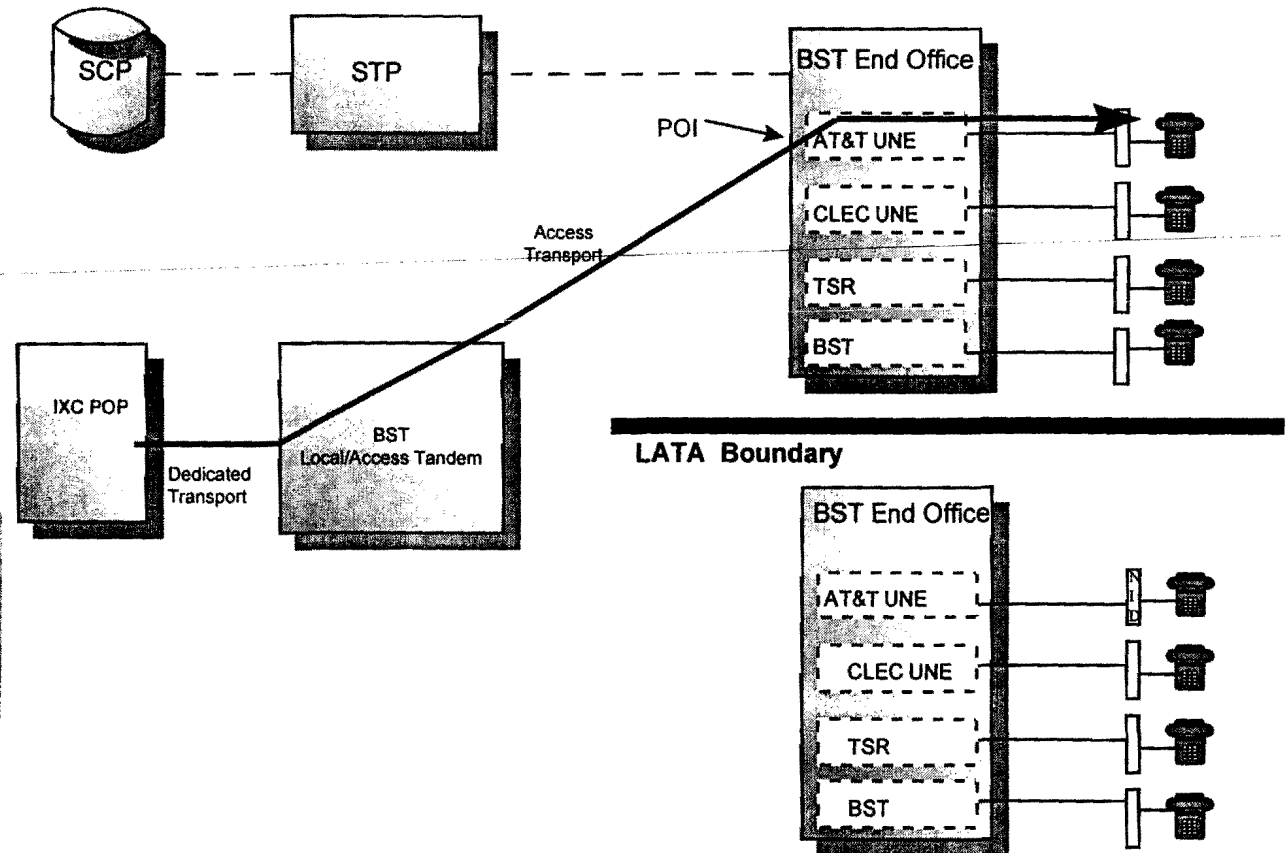 SCP
STP
BST End Office
POI
AT&T UNE
CLEC UNE
Access
Transport
TSR
BST
IXC POP
BST
Local/Access Tandem
Dedicated
Transport
LATA Boundary
BST End Office
AT&T UNE
NID
CLEC UNE
TSR
BST